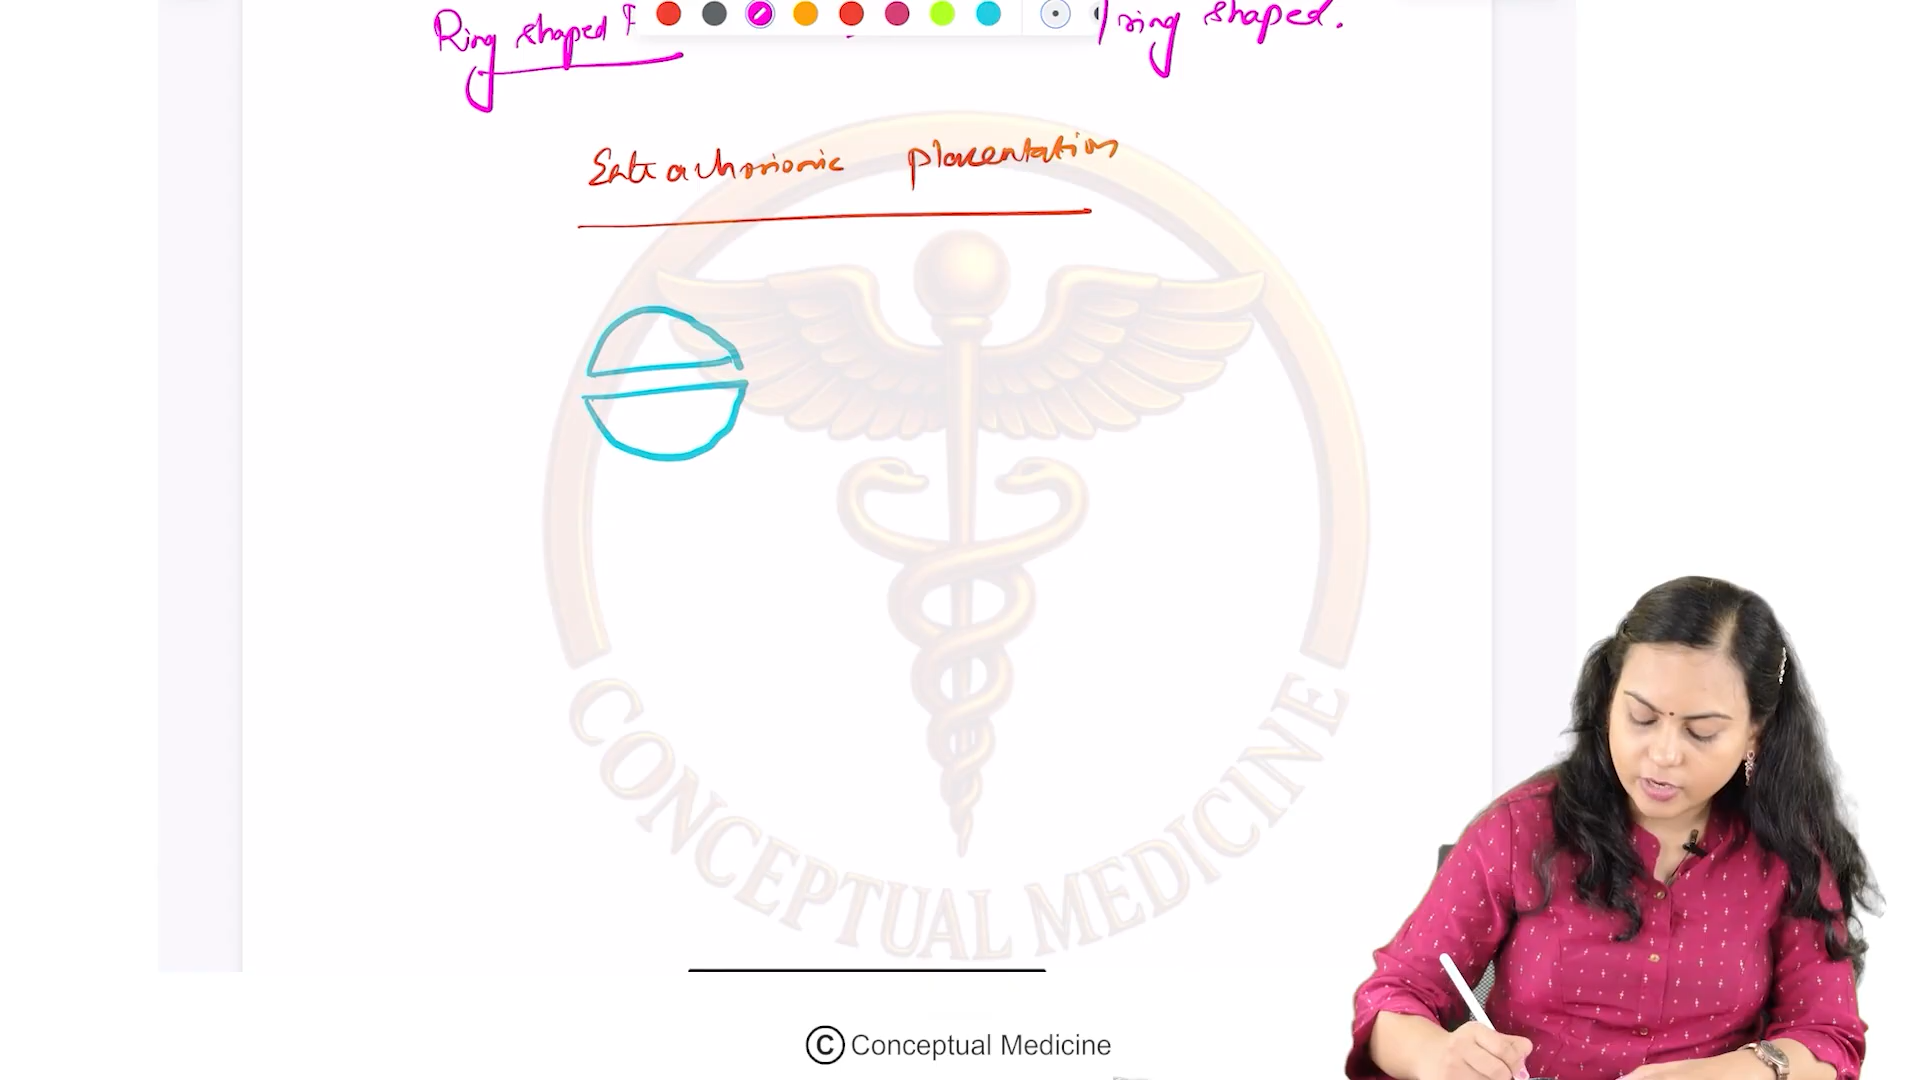 Ring shaped
ring shaped.
Extrachorionic placentation
CONCEPTUAL MEDICINE
© Conceptual Medicine